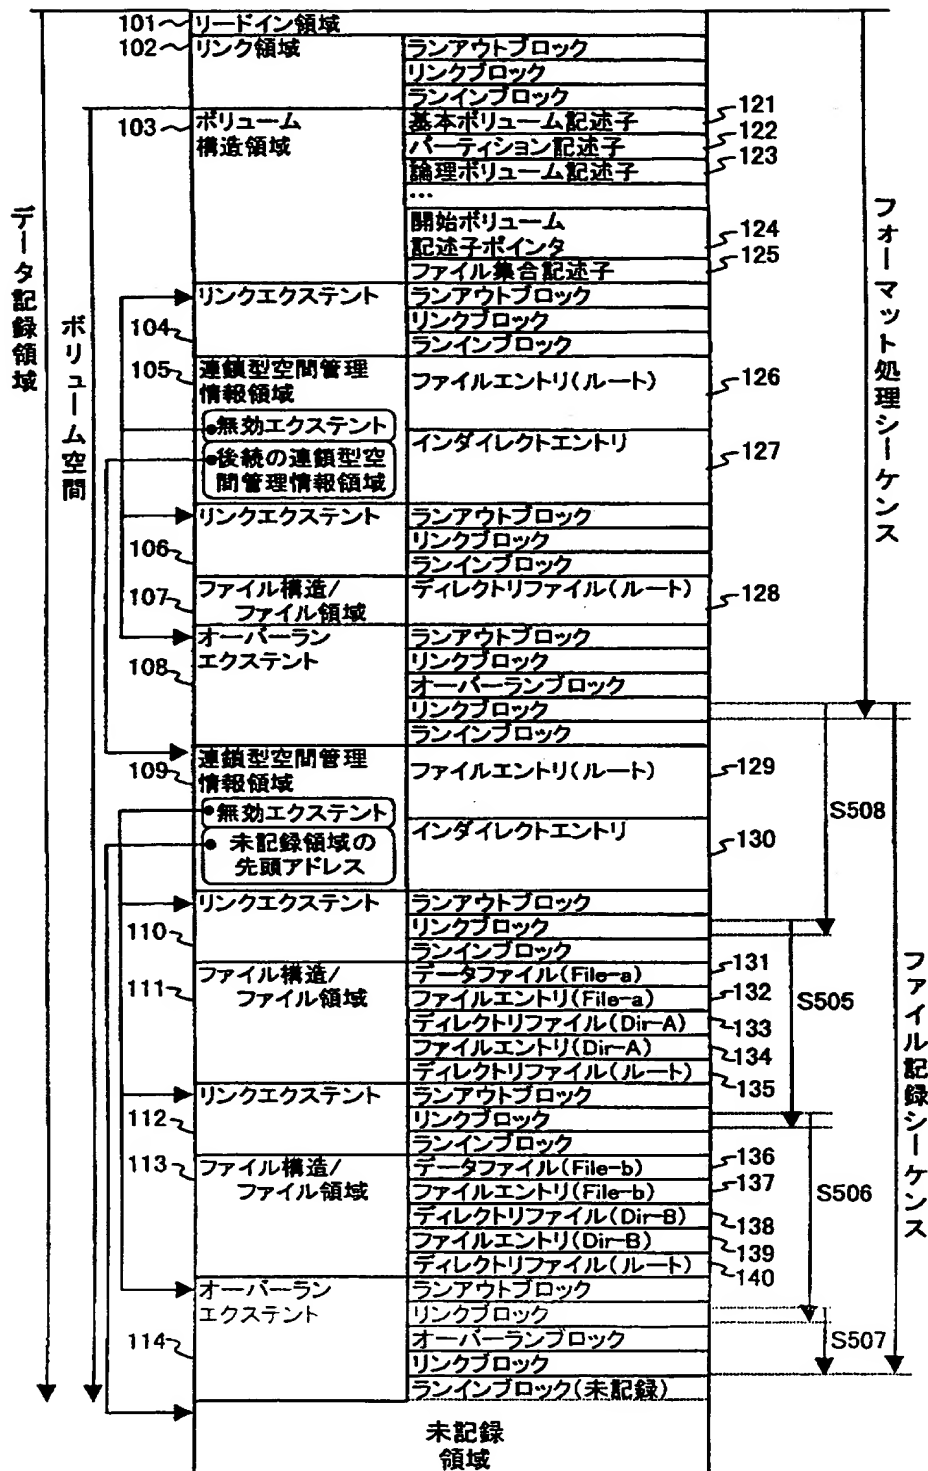 101
リードイン領域
102
リンク領域
ランアウトブロック
リンクブロック
ランインブロック
103
ボリューム
構造領域
基本ボリューム記述子
121
パーティション記述子
122
論理ボリューム記述子
123
…
開始ボリューム
記述子ポインタ
124
ファイル集合記述子
125
リンクエクステント
104
ランアウトブロック
リンクブロック
ランインブロック
105
連鎖型空間管理
情報領域
●無効エクステント
●後続の連鎖型空
間管理情報領域
ファイルエントリ(ルート)
126
インダイレクトエントリ
127
リンクエクステント
106
ランアウトブロック
リンクブロック
ランインブロック
107
ファイル構造/
ファイル領域
ディレクトリファイル(ルート)
128
オーバーラン
エクステント
108
ランアウトブロック
リンクブロック
オーバーランブロック
リンクブロック
ランインブロック
109
連鎖型空間管理
情報領域
●無効エクステント
●未記録領域の
先頭アドレス
ファイルエントリ(ルート)
129
インダイレクトエントリ
130
リンクエクステント
110
ランアウトブロック
リンクブロック
ランインブロック
111
ファイル構造/
ファイル領域
データファイル(File-a)
131
ファイルエントリ(File-a)
132
ディレクトリファイル(Dir-A)
133
ファイルエントリ(Dir-A)
134
ディレクトリファイル(ルート)
135
リンクエクステント
112
ランアウトブロック
リンクブロック
ランインブロック
113
ファイル構造/
ファイル領域
データファイル(File-b)
136
ファイルエントリ(File-b)
137
ディレクトリファイル(Dir-B)
138
ファイルエントリ(Dir-B)
139
ディレクトリファイル(ルート)
140
オーバーラン
エクステント
114
ランアウトブロック
リンクブロック
オーバーランブロック
リンクブロック
ランインブロック(未記録)
未記録
領域
データ記録領域
ボリューム空間
フォーマット処理シーケンス
ファイル記録シーケンス
S508
S505
S506
S507